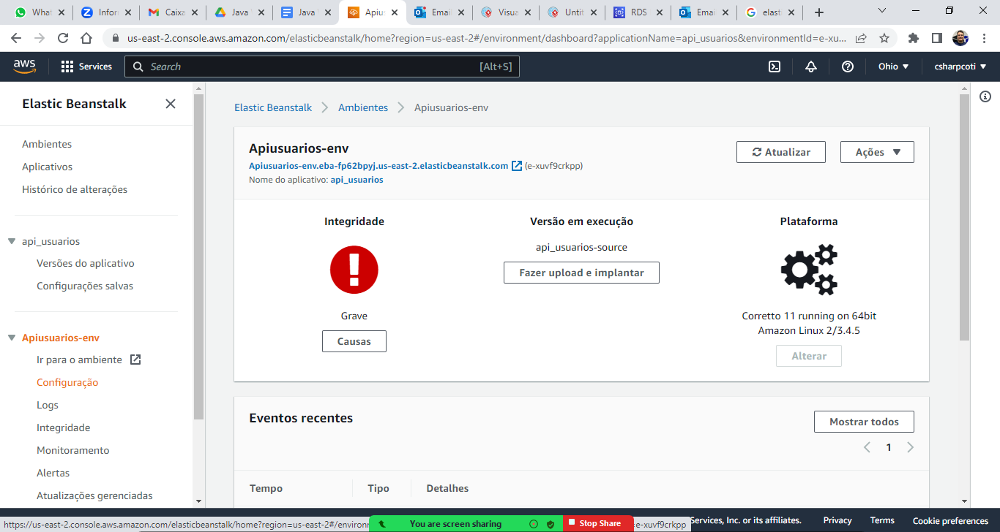 What
Infor
Caixa
Java
Java
Apius
Email
Visua
Untit
RDS
Emai
elasti
us-east-2.console.aws.amazon.com/elasticbeanstalk/home?region=us-east-2#/environment/dashboard?applicationName=api_usuarios&environmentId=e-xu...
aws
Services
Search
[Alt+S]
Ohio
csharpcoti
Elastic Beanstalk
Ambientes
Aplicativos
Histórico de alterações
api_usuarios
Versões do aplicativo
Configurações salvas
Apiusuarios-env
Ir para o ambiente
Configuração
Logs
Integridade
Monitoramento
Alertas
Atualizações gerenciadas
Elastic Beanstalk
Ambientes
Apiusuarios-env
Apiusuarios-env
Apiusuarios-env.eba-fp62bpyj.us-east-2.elasticbeanstalk.com (e-xuvf9crkpp)
Nome do aplicativo: api_usuarios
Atualizar
Ações
Integridade
Grave
Causas
Versão em execução
api_usuarios-source
Fazer upload e implantar
Plataforma
Corretto 11 running on 64bit
Amazon Linux 2/3.4.5
Alterar
Eventos recentes
Mostrar todos
1
Tempo
Tipo
Detalhes
https://us-east-2.console.aws.amazon.com/elasticbeanstalk/home?region=us-east-2#/environ
You are screen sharing
Stop Share
e-xuvf9crkpp
Services, Inc. or its affiliates.
Privacy
Terms
Cookie preferences